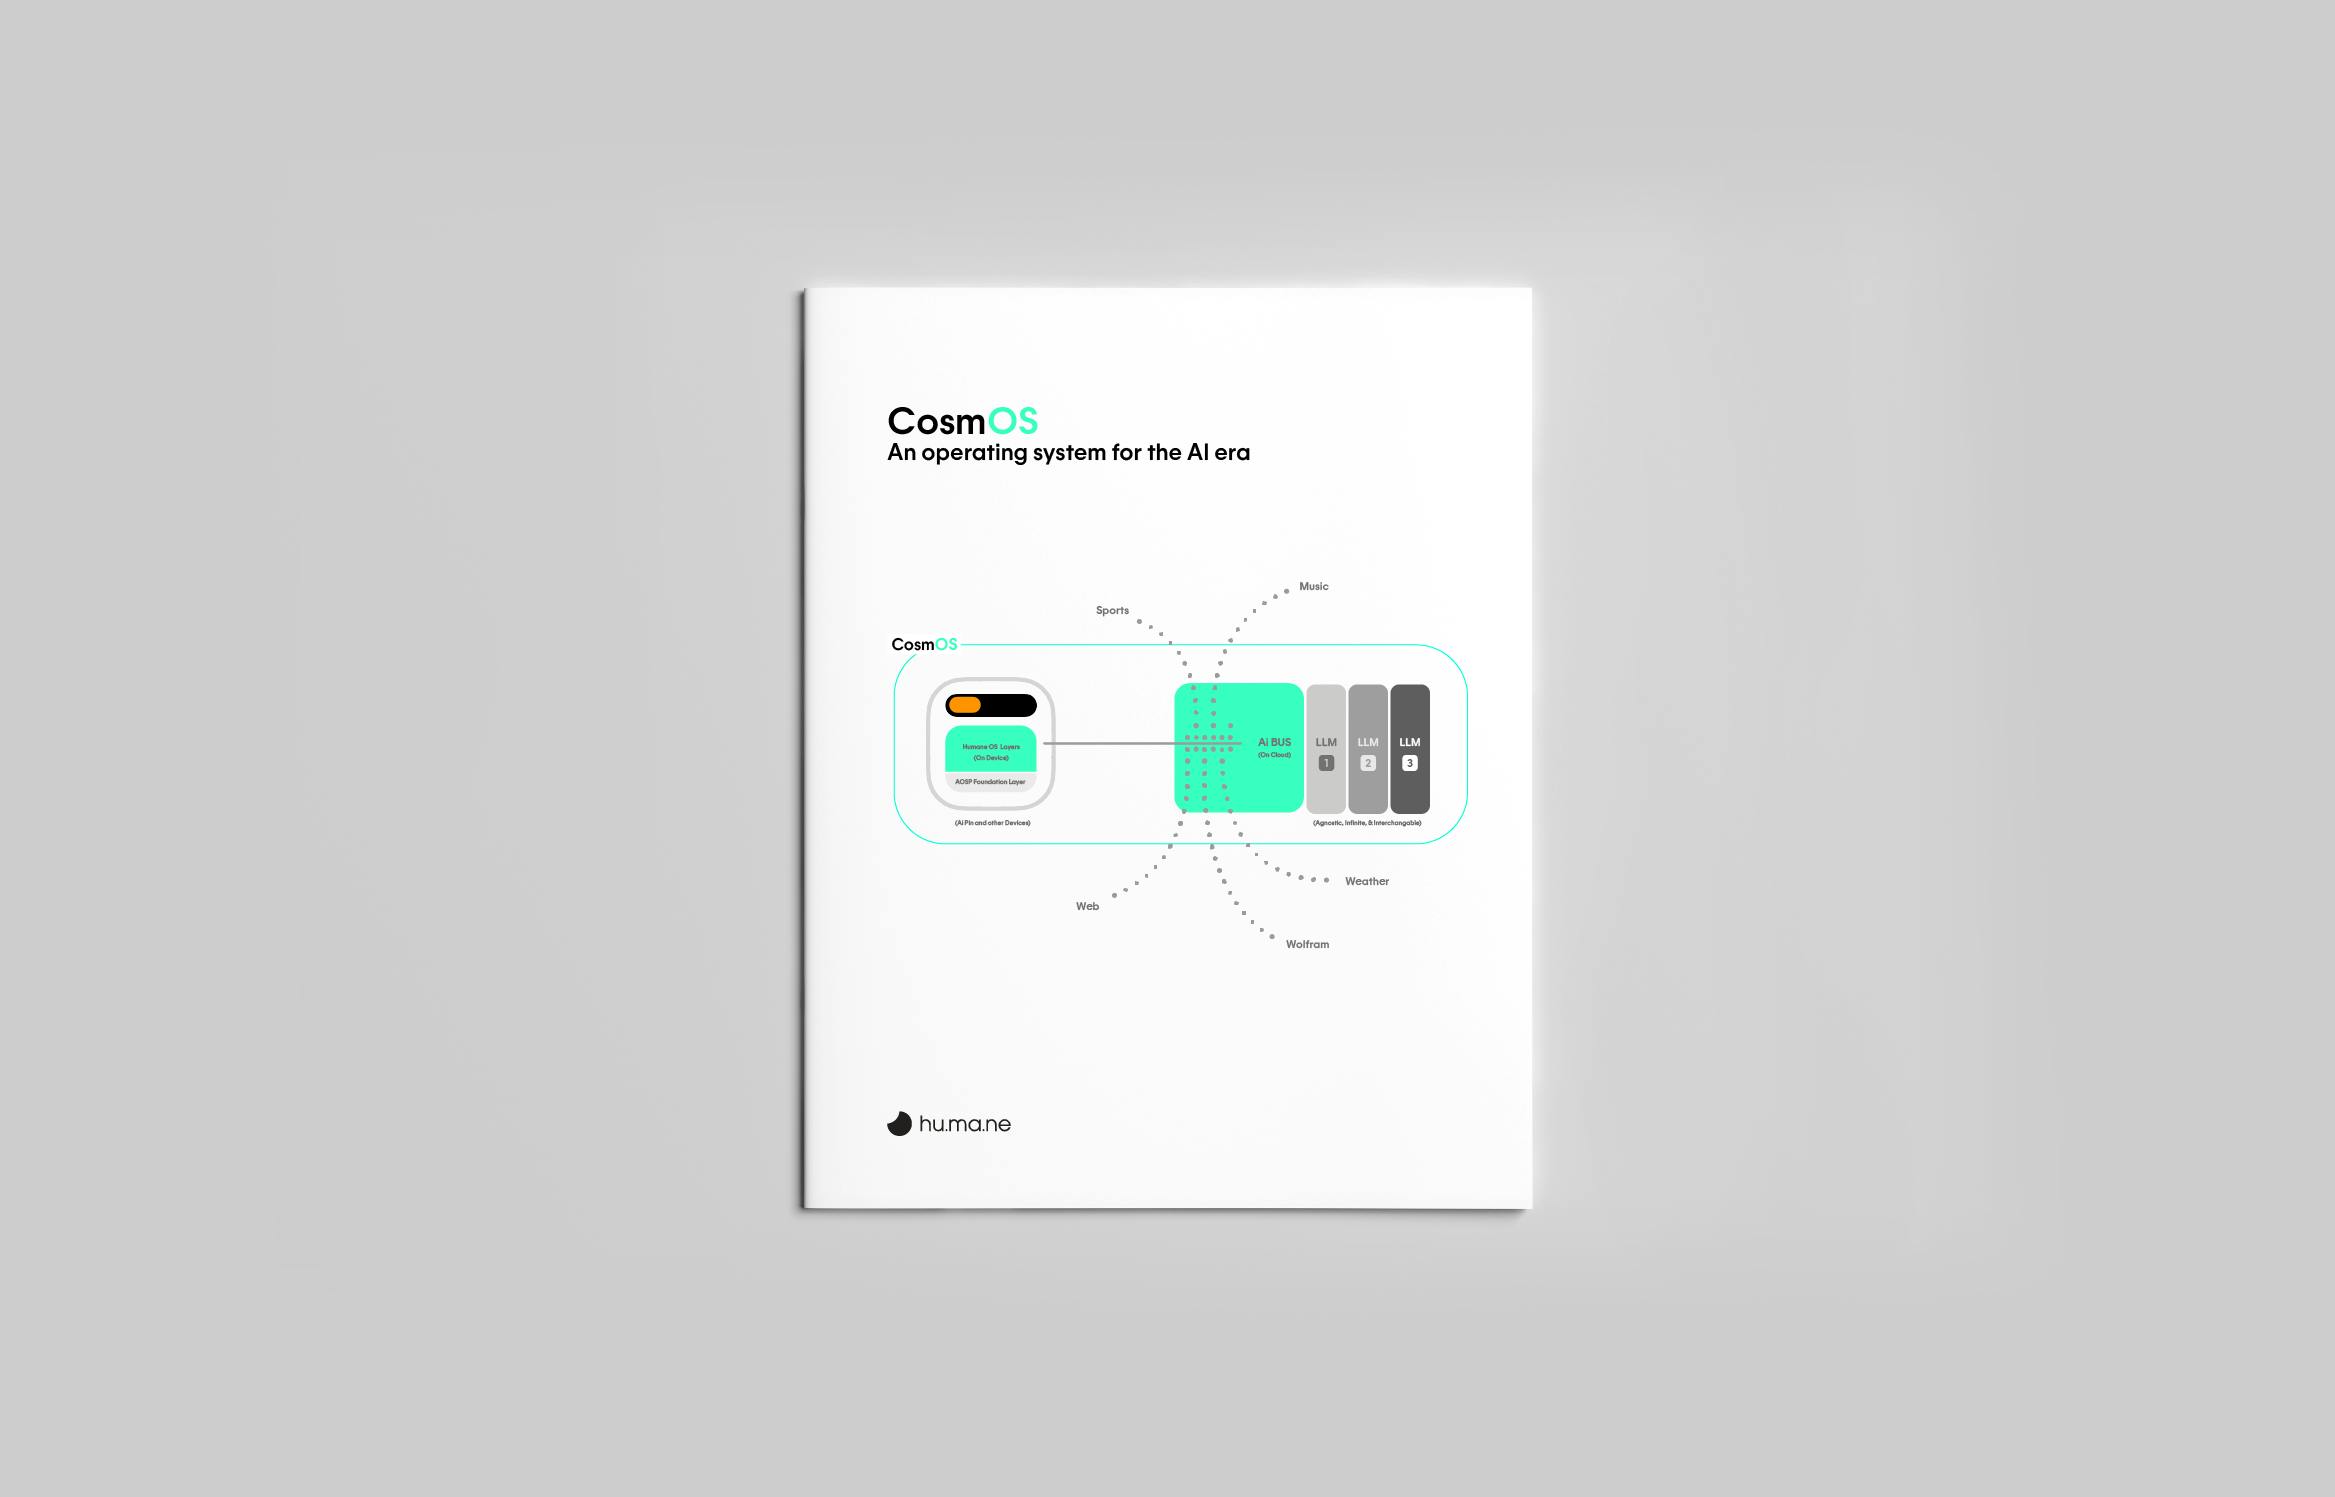 CosmOS
An operating system for the AI era
Music
Sports
CosmOS
Humane OS Layers
(On Device)
AOSP Foundation Layer
(Ai Pin and other Devices)
Ai BUS
(On Cloud)
LLM
1
LLM
2
LLM
3
(Agnostic, Infinite, & Interchangable)
Weather
Web
Wolfram
hu.ma.ne